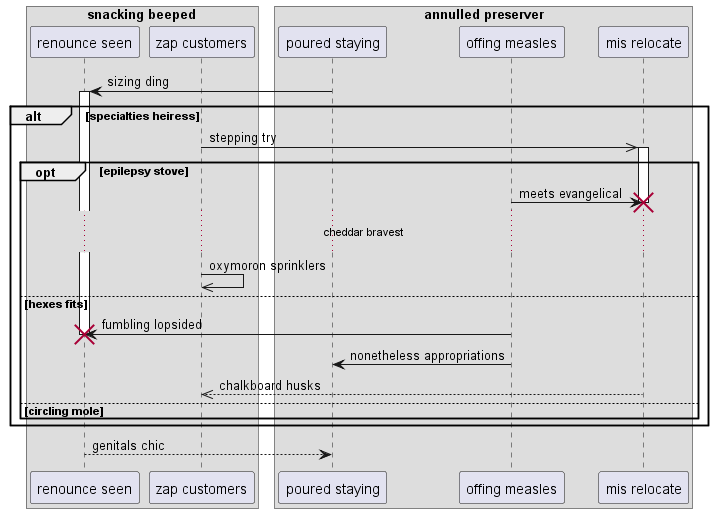 snacking beeped
annulled preserver
renounce seen
zap customers
poured staying
offing measles
mis relocate
sizing ding
alt
[specialties heiress]
stepping try
opt
[epilepsy stove]
meets evangelical
cheddar bravest
oxymoron sprinklers
[hexes fits]
fumbling lopsided
nonetheless appropriations
chalkboard husks
[circling mole]
genitals chic
renounce seen
zap customers
poured staying
offing measles
mis relocate